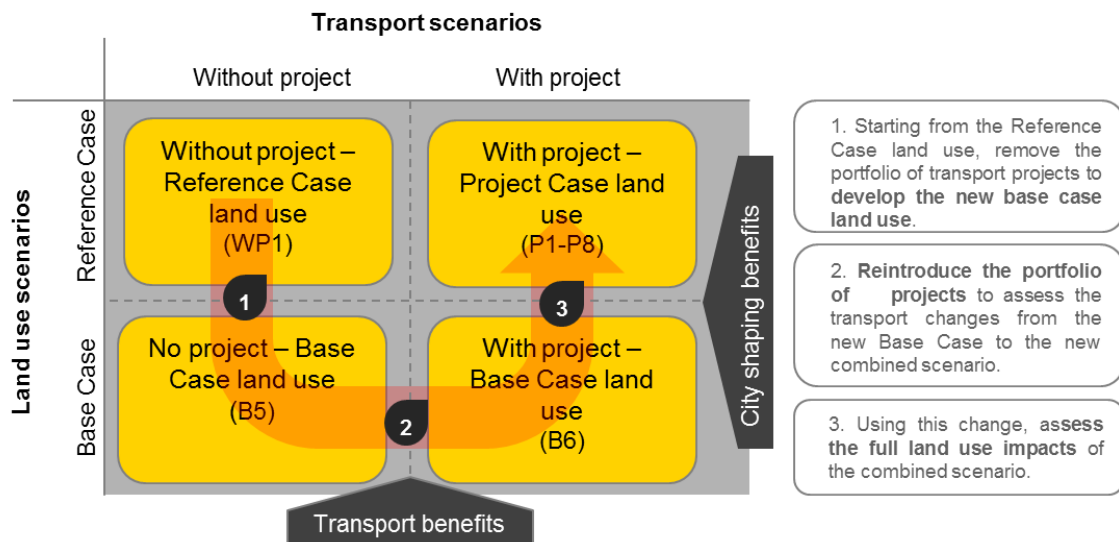 Transport scenarios
Without project
With project
Land use scenarios
Reference Case
Base Case
Without project –
Reference Case
land use
(WP1)
With project –
Project Case land
use
(P1-P8)
1
3
No project – Base
Case land use
(B5)
With project –
Base Case land
use
(B6)
2
Transport benefits
City shaping benefits
1. Starting from the Reference
Case land use, remove the
portfolio of transport projects to
develop the new base case
land use.
2. Reintroduce the portfolio
of projects to assess the
transport changes from the
new Base Case to the new
combined scenario.
3. Using this change, assess
the full land use impacts of
the combined scenario.